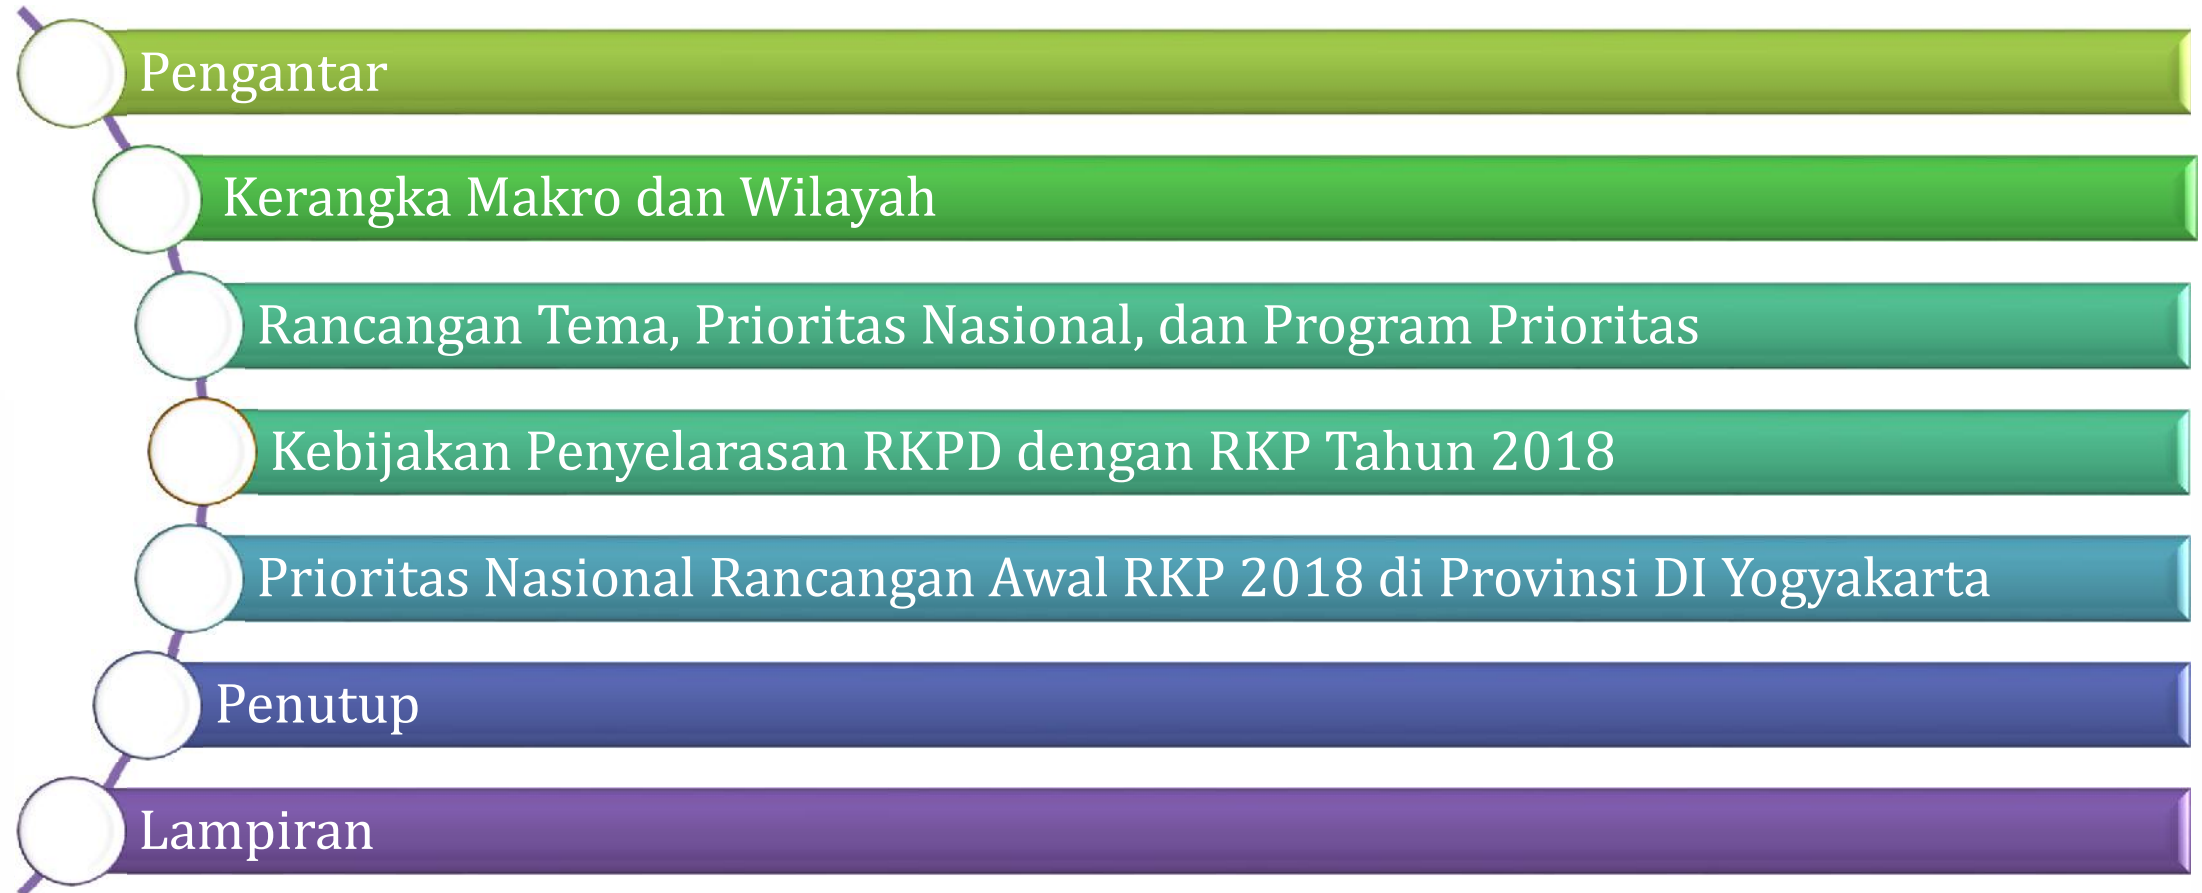 Pengantar
Kerangka Makro dan Wilayah
Rancangan Tema, Prioritas Nasional, dan Program Prioritas
Kebijakan Penyelarasan RKPD dengan RKP Tahun 2018
Prioritas Nasional Rancangan Awal RKP 2018 di Provinsi DI Yogyakarta
Penutup
Lampiran